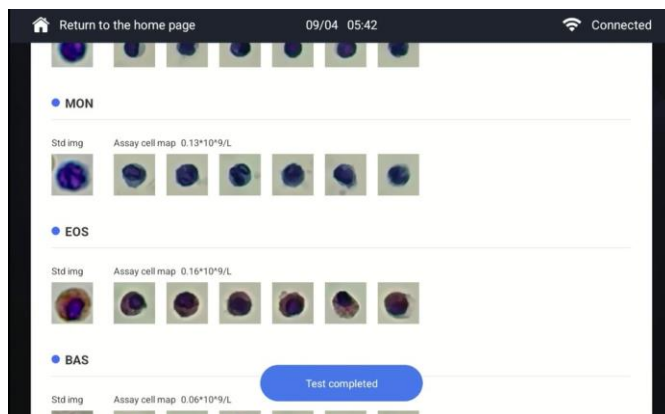 Return to the home page 09/04 05:42 Connected
MON
Std img Assay cell map 0.13*10^9/L
EOS
Std img Assay cell map 0.16*10^9/L
BAS
Test completed
Std img Assay cell map 0.06*10^9/L